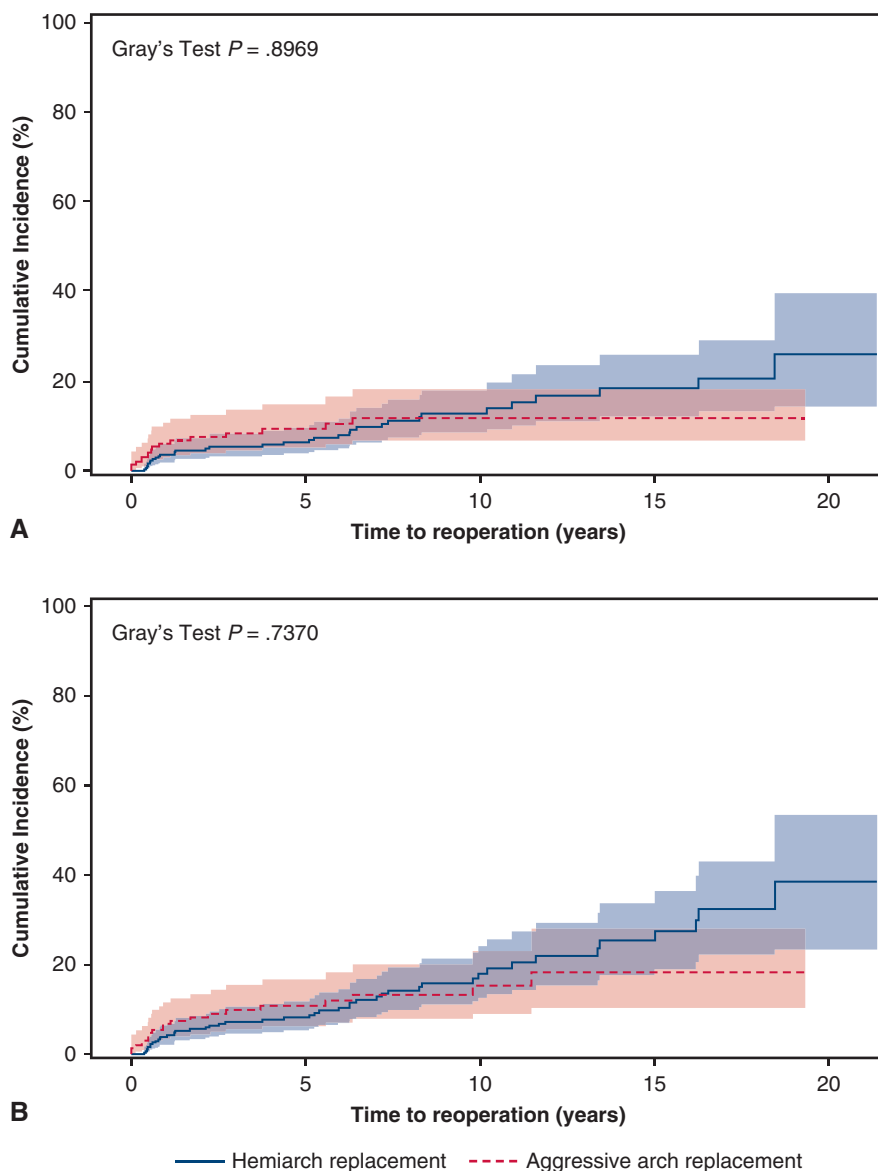 100
Gray's Test P = .8969
80
60
40
20
0
Cumulative Incidence (%)
0 5 10 15 20
Time to reoperation (years)
A
100
Gray's Test P = .7370
80
60
40
20
0
Cumulative Incidence (%)
0 5 10 15 20
Time to reoperation (years)
B
Hemiarch replacement Aggressive arch replacement